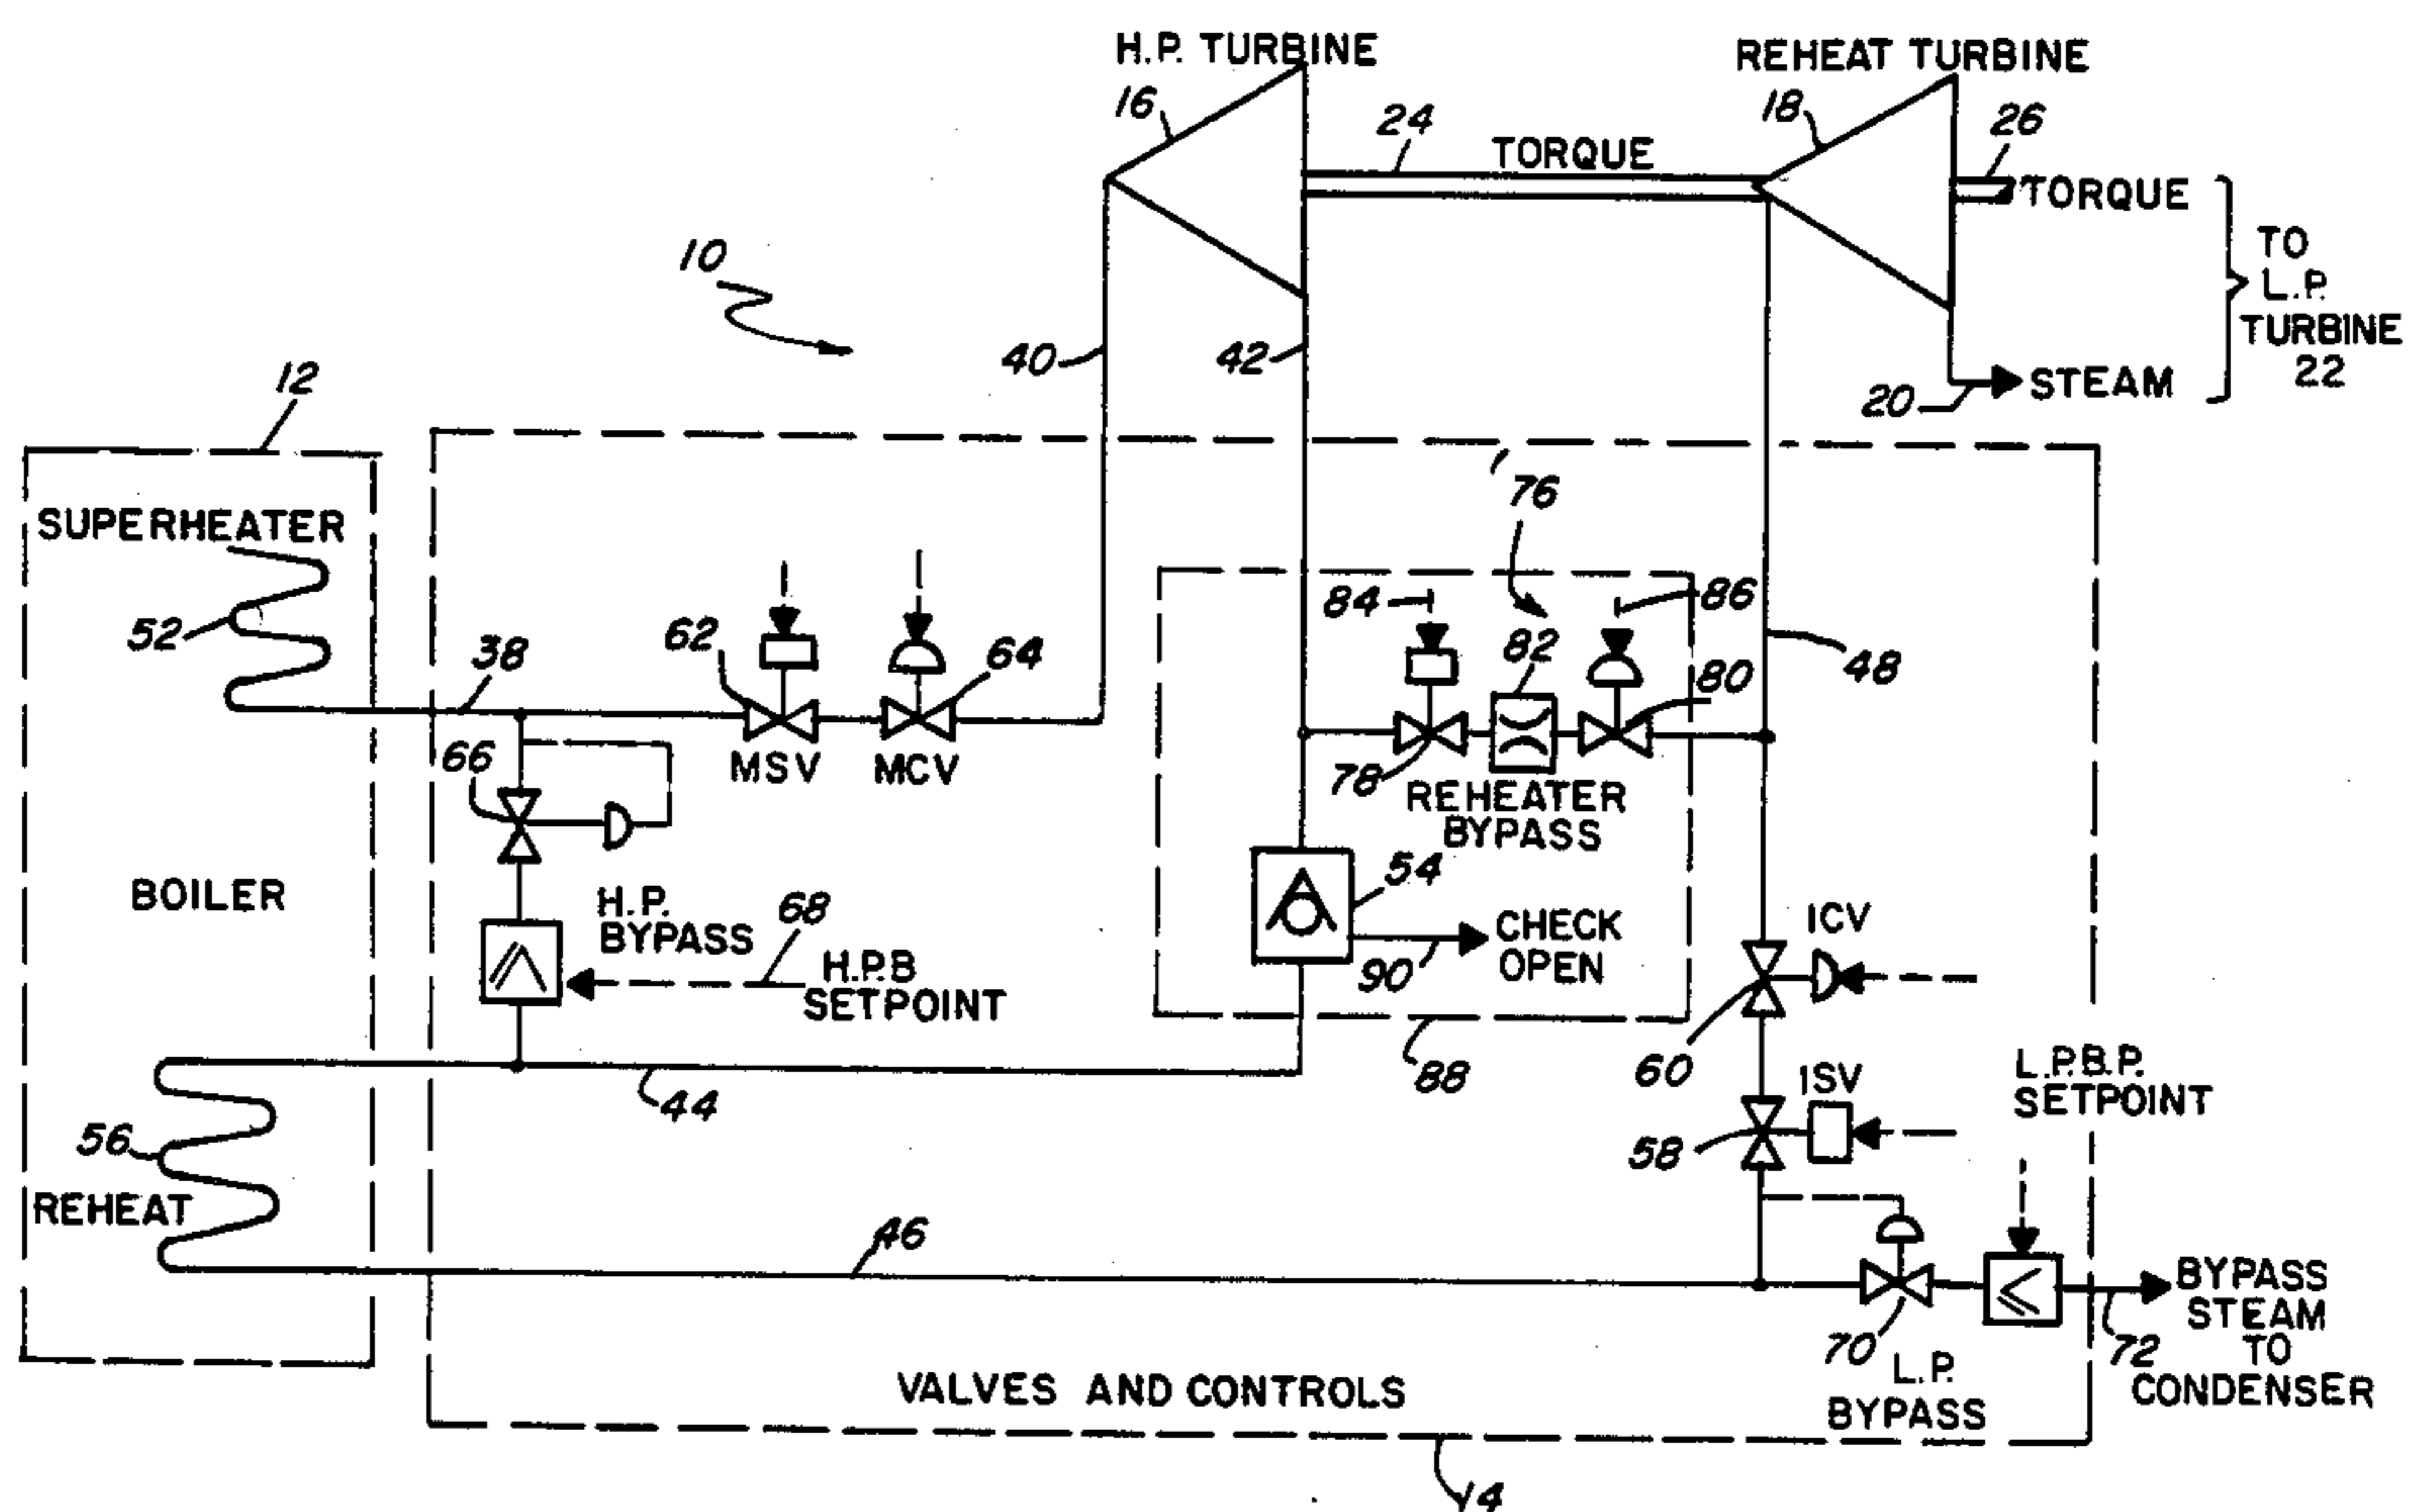 H.P. TURBINE
REHEAT TURBINE
16
24
TORQUE
18
26
TORQUE
TO
L.P.
TURBINE
22
10
40
42
20
STEAM
12
SUPERHEATER
52
38
62
64
MSV
MCV
76
84
86
82
80
48
78
REHEATER
BYPASS
66
H.P.
BYPASS
68
H.P.B
SETPOINT
54
CHECK
OPEN
90
88
ICV
60
ISV
58
L.P.B.P.
SETPOINT
BOILER
44
56
REHEAT
46
70
L.P.
BYPASS
72
BYPASS
STEAM
TO
CONDENSER
VALVES AND CONTROLS
14